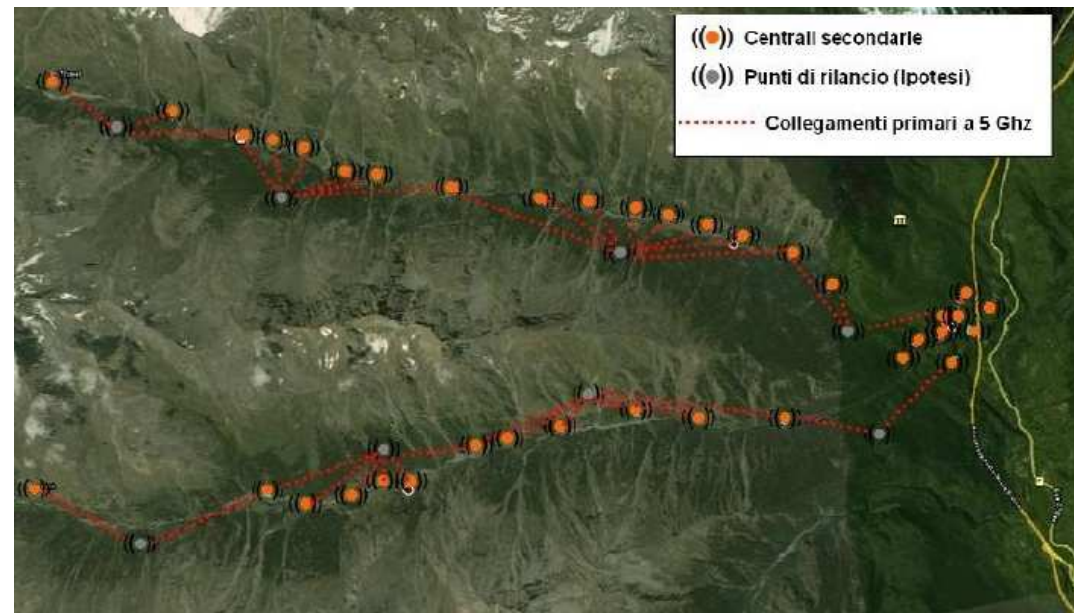 ((●)) Centrali secondarie
((●)) Punti di rilancio (Ipotesi)
Collegamenti primari a 5 Ghz